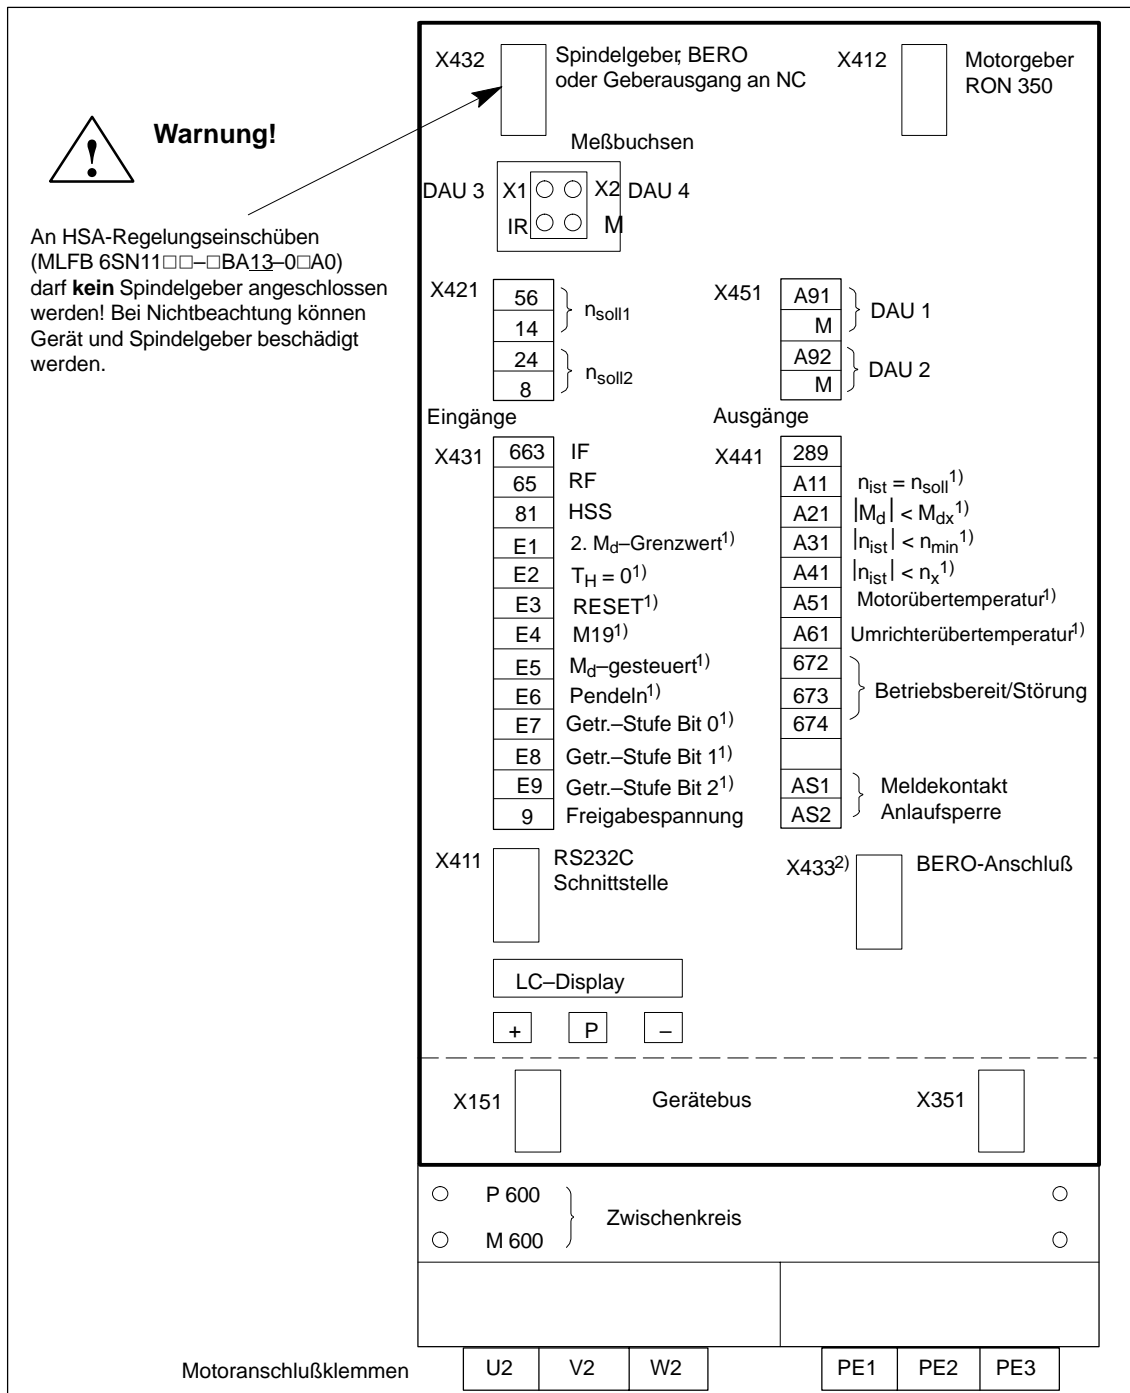 X432
Spindelgeber, BERO
oder Geberausgang an NC
X412
Motorgeber
RON 350
!
Warnung!
An HSA-Regelungseinschüben
(MLFB 6SN11□□–□BA13–0□A0)
darf kein Spindelgeber angeschlossen
werden! Bei Nichtbeachtung können
Gerät und Spindelgeber beschädigt
werden.
Meßbuchsen
DAU 3 X1 X2 DAU 4
IR M
X421
56
14
nsoll1
24
8
nsoll2
X451
A91
M
DAU 1
A92
M
DAU 2
Eingänge
X431
663 IF
65 RF
81 HSS
E1 2. Md–Grenzwert1)
E2 TH = 01)
E3 RESET1)
E4 M191)
E5 Md–gesteuert1)
E6 Pendeln1)
E7 Getr.–Stufe Bit 01)
E8 Getr.–Stufe Bit 11)
E9 Getr.–Stufe Bit 21)
9 Freigabespannung
Ausgänge
X441
289
A11 nist = nsoll1)
A21 |Md| < Mdx1)
A31 |nist| < nmin1)
A41 |nist| < nx1)
A51 Motorübertemperatur1)
A61 Umrichterübertemperatur1)
672
673
674
Betriebsbereit/Störung
AS1
AS2
Meldekontakt
Anlaufsperre
X411
RS232C
Schnittstelle
X4332)
BERO-Anschluß
LC–Display
+ P –
X151 Gerätebus X351
P 600
M 600
Zwischenkreis
Motoranschlußklemmen U2 V2 W2 PE1 PE2 PE3